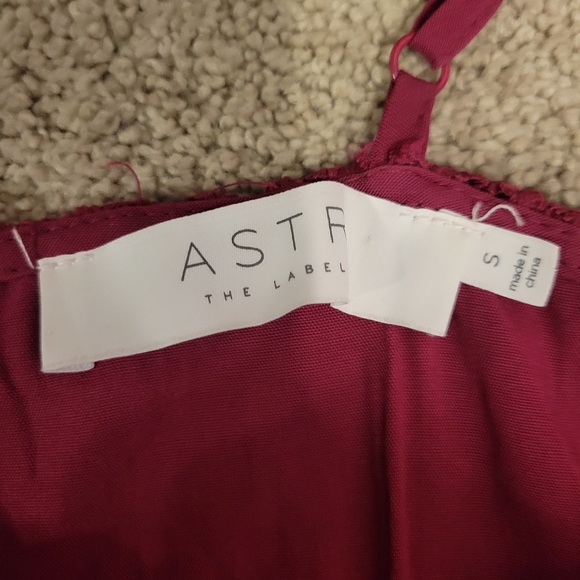 ASTR
THE LABEL
S
made in
china